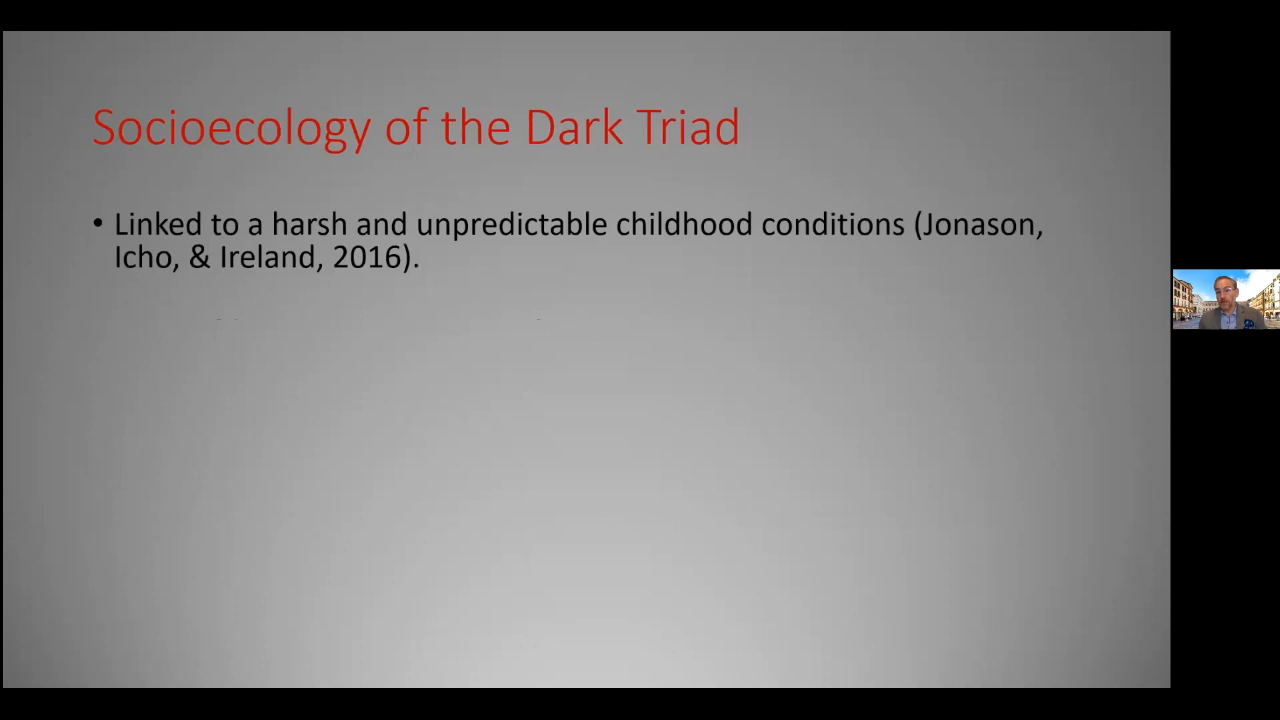 Socioecology of the Dark Triad
• Linked to a harsh and unpredictable childhood conditions (Jonason,
Icho, & Ireland, 2016).